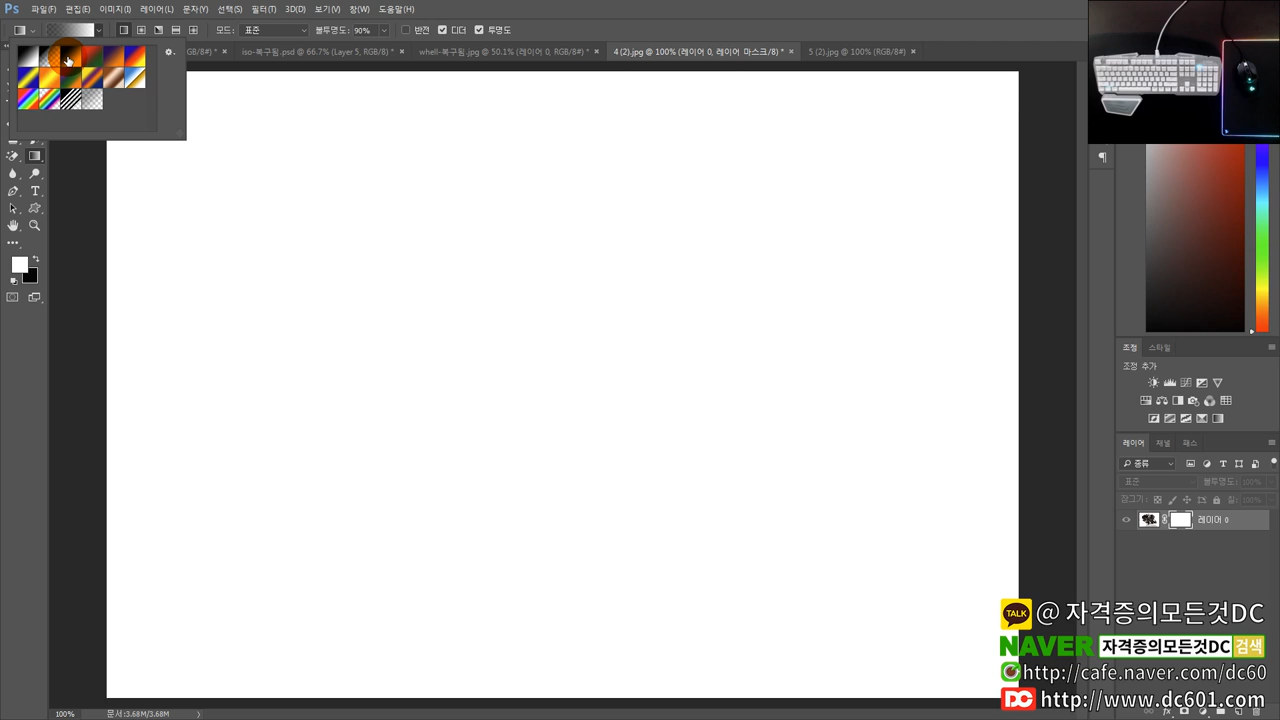 Ps 파일(F) 편집(E) 이미지(I) 레이어(L) 문자(Y) 선택(S) 필터(T) 3D(D) 보기(V) 창(W) 도움말(H)
모드: 표준 불투명도: 90% 반전 디더 투명도
GB/8#) * × iso-복구됨.psd @ 66.7% (Layer 5, RGB/8) * × whell-복구됨.jpg @ 50.1% (레이어 0, RGB/8#) * × 4 (2).jpg @ 100% (레이어 0, 레이어 마스크/8) * × 5 (2).jpg @ 100% (RGB/8#) ×
조정 스타일
조정 추가
레이어 채널 패스
종류
표준 불투명도: 100%
잠그기: 칠: 100%
레이어 0
TALK @ 자격증의모든것DC
NAVER 자격증의모든것DC 검색
http://cafe.naver.com/dc60
DC http://www.dc601.com
100% 문서:3.68M/3.68M